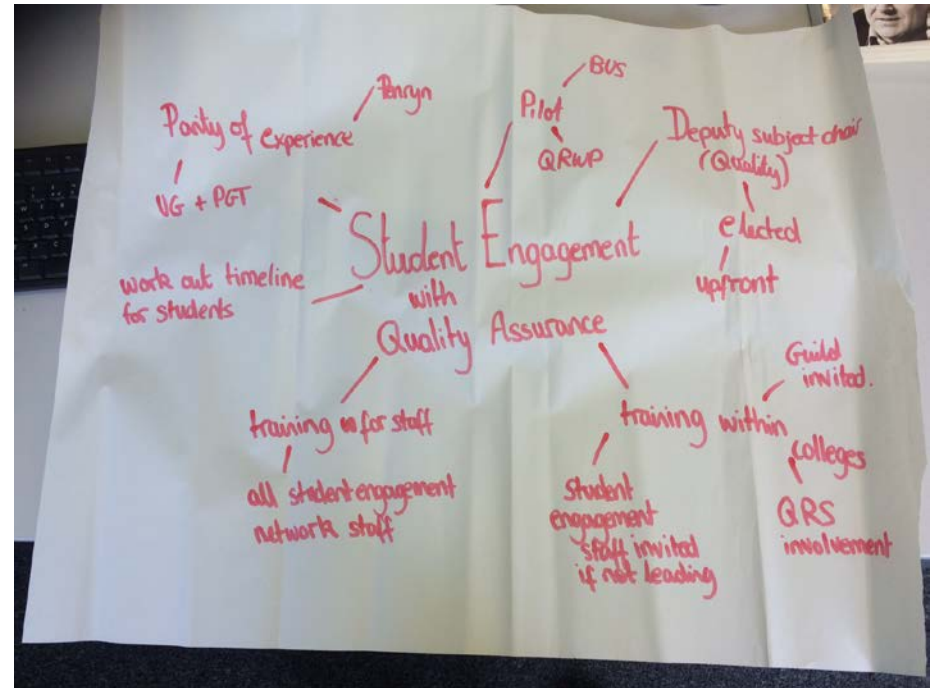 Penryn
Parity of experience
UG + PGT
BUS
Pilot
QRWP
Deputy subject chair
(Quality)
elected
upfront
Student Engagement
with
Quality Assurance
work out timeline
for students
training for staff
all student engagement
network staff
training within
colleges
Guild
invited.
QRS
involvement
Student
engagement
staff invited
if not leading